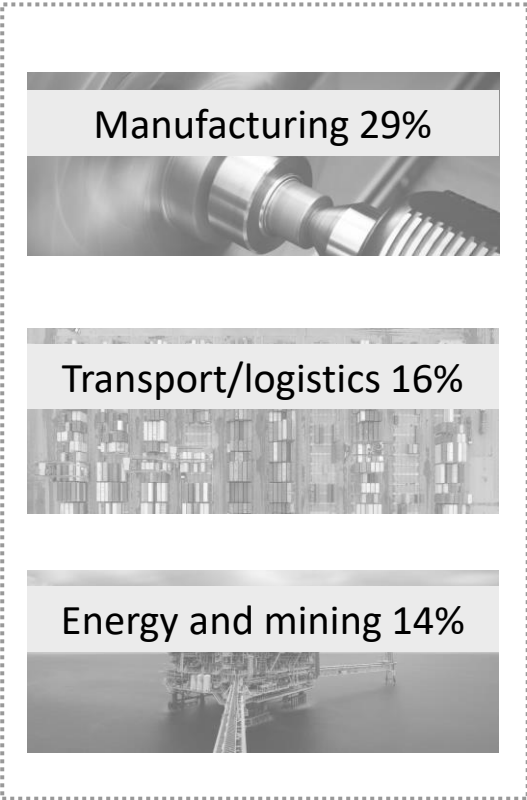 Manufacturing 29%
Transport/logistics 16%
Energy and mining 14%